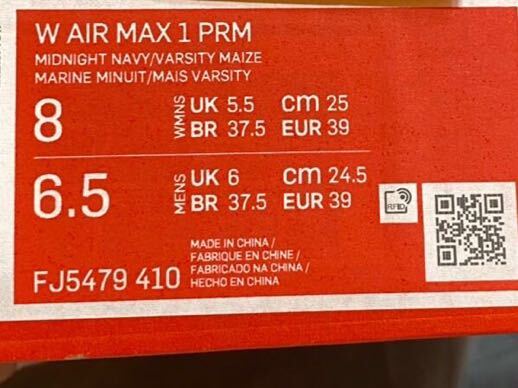 W AIR MAX 1 PRM
MIDNIGHT NAVY/VARSITY MAIZE
MARINE MINUIT/MAIS VARSITY
8 WMNS UK 5.5 cm 25
BR 37.5 EUR 39
6.5 MENS UK 6 cm 24.5
BR 37.5 EUR 39
RFID
MADE IN CHINA /
FABRIQUE EN CHINE /
FABRICADO NA CHINA /
FJ5479 410 HECHO EN CHINA